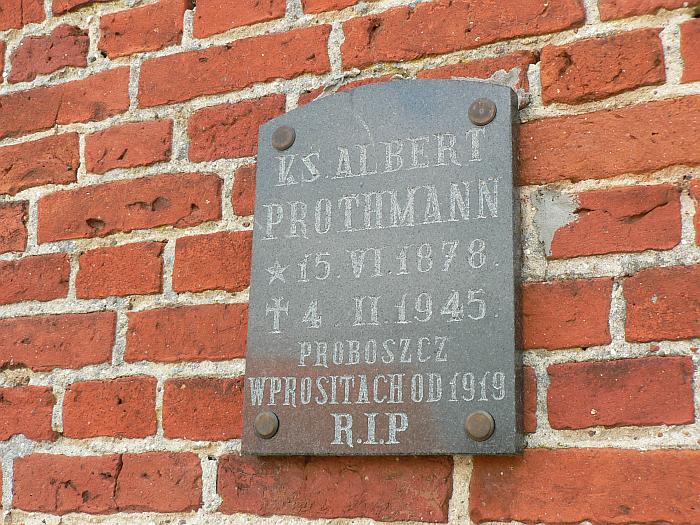 KS. ALBERT
PROTHMANN
★ 15. VI. 1878.
✝ 4. II. 1945.
PROBOSZCZ
W PROSITACH OD 1919
R.I.P